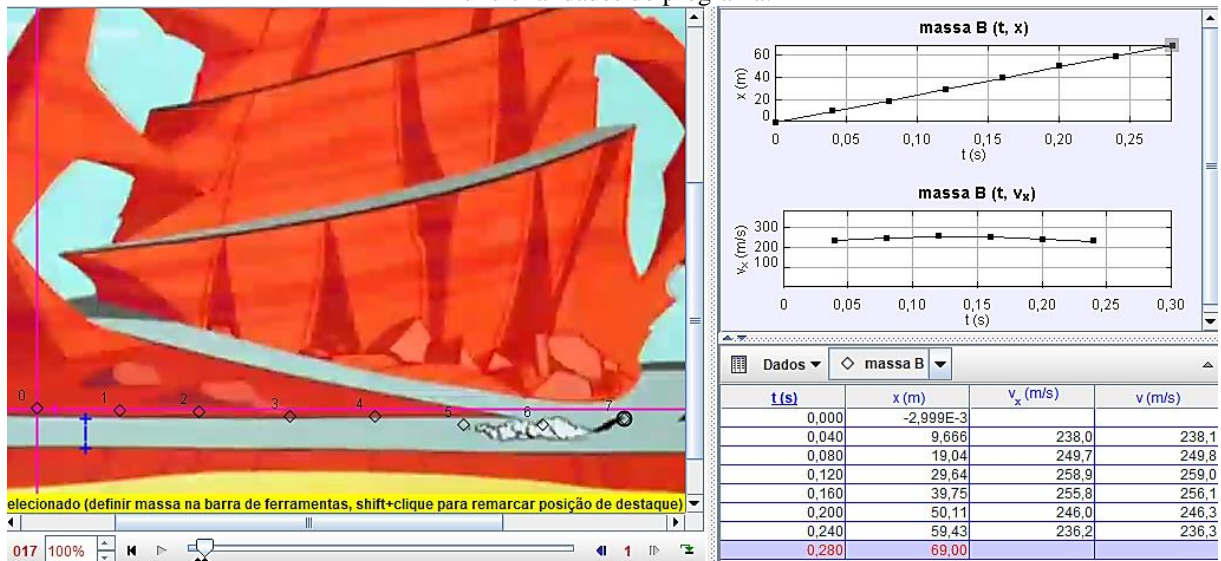 massa B (t, x)
60
40
20
0
x (m)
0 0,05 0,10 0,15 0,20 0,25
t (s)
massa B (t, vₓ)
300
200
100
vₓ (m/s)
0 0,05 0,10 0,15 0,20 0,25 0,30
t (s)
0 1 2 3 4 5 6 7
elecionado (definir massa na barra de ferramentas, shift+clique para remarcar posição de destaque)
017 100% 1
Dados massa B
t (s) x (m) vₓ (m/s) v (m/s)
0,000 -2,999E-3
0,040 9,666 238,0 238,1
0,080 19,04 249,7 249,8
0,120 29,64 258,9 259,0
0,160 39,75 255,8 256,1
0,200 50,11 246,0 246,3
0,240 59,43 236,2 236,3
0,280 69,00